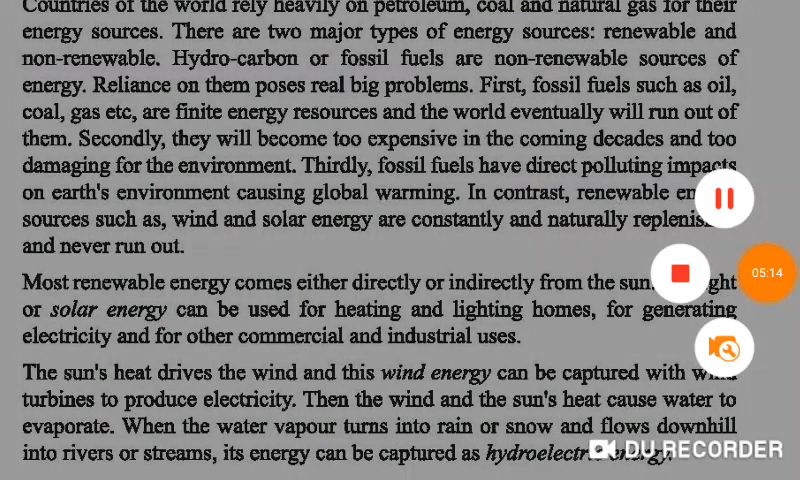 Countries of the world rely heavily on petroleum, coal and natural gas for their
energy sources. There are two major types of energy sources: renewable and
non-renewable. Hydro-carbon or fossil fuels are non-renewable sources of
energy. Reliance on them poses real big problems. First, fossil fuels such as oil,
coal, gas etc, are finite energy resources and the world eventually will run out of
them. Secondly, they will become too expensive in the coming decades and too
damaging for the environment. Thirdly, fossil fuels have direct polluting impacts
on earth's environment causing global warming. In contrast, renewable
sources such as, wind and solar energy are constantly and naturally
and never run out.
Most renewable energy comes either directly or indirectly from the sun.
05:14
or solar energy can be used for heating and lighting homes, for generating
electricity and for other commercial and industrial uses.
The sun's heat drives the wind and this wind energy can be captured with
turbines to produce electricity. Then the wind and the sun's heat cause water to
evaporate. When the water vapour turns into rain or snow and flows downhill
into rivers or streams, its energy can be captured as hydroelectric energy.
DU RECORDER